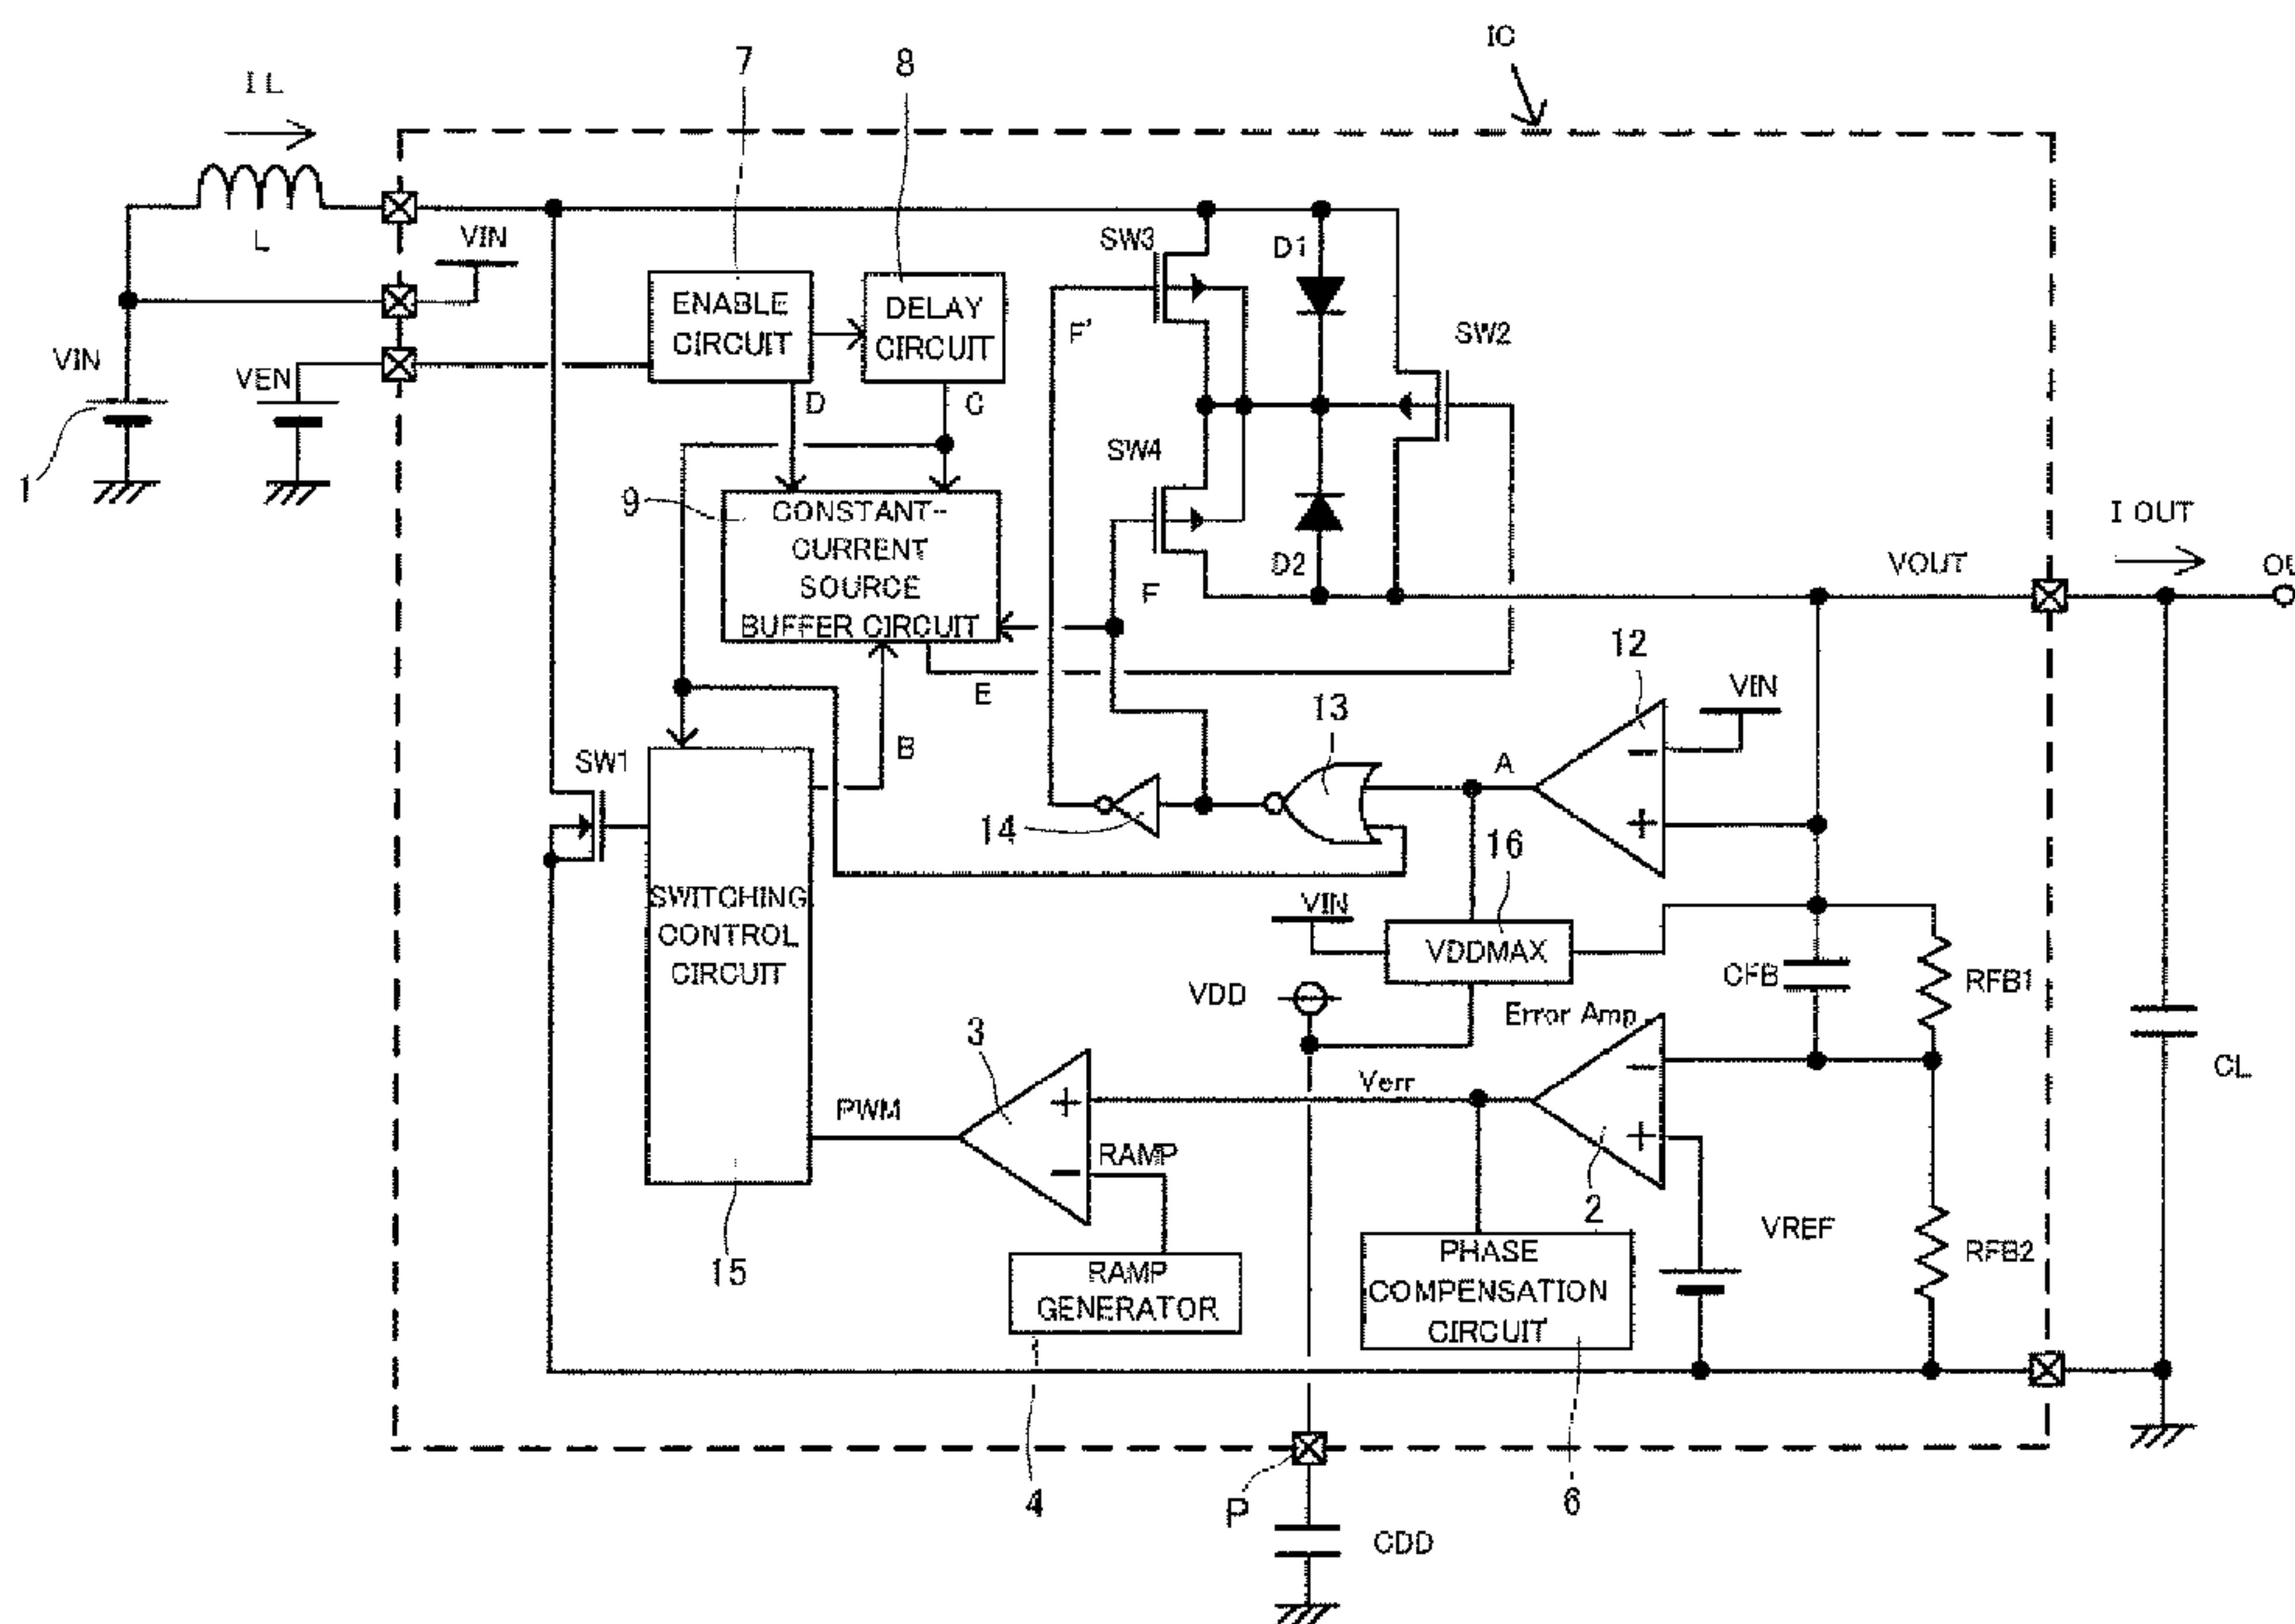 IC
7
8
I L
L
VIN
SW3
D1
ENABLE
CIRCUIT
DELAY
CIRCUIT
F'
SW2
VIN
VEN
D
C
1
SW4
9
CONSTANT-
CURRENT
SOURCE
BUFFER CIRCUIT
F
D2
I OUT
VOUT
OU
12
E
VIN
13
B
A
SW1
−
+
14
16
SWITCHING
CONTROL
CIRCUIT
VIN
VDDMAX
CFB
RFB1
VDD
Error Amp
3
CL
Verr
−
PWM
+
RAMP
−
+
2
VREF
15
PHASE
COMPENSATION
CIRCUIT
RFB2
RAMP
GENERATOR
4
P
6
CDD